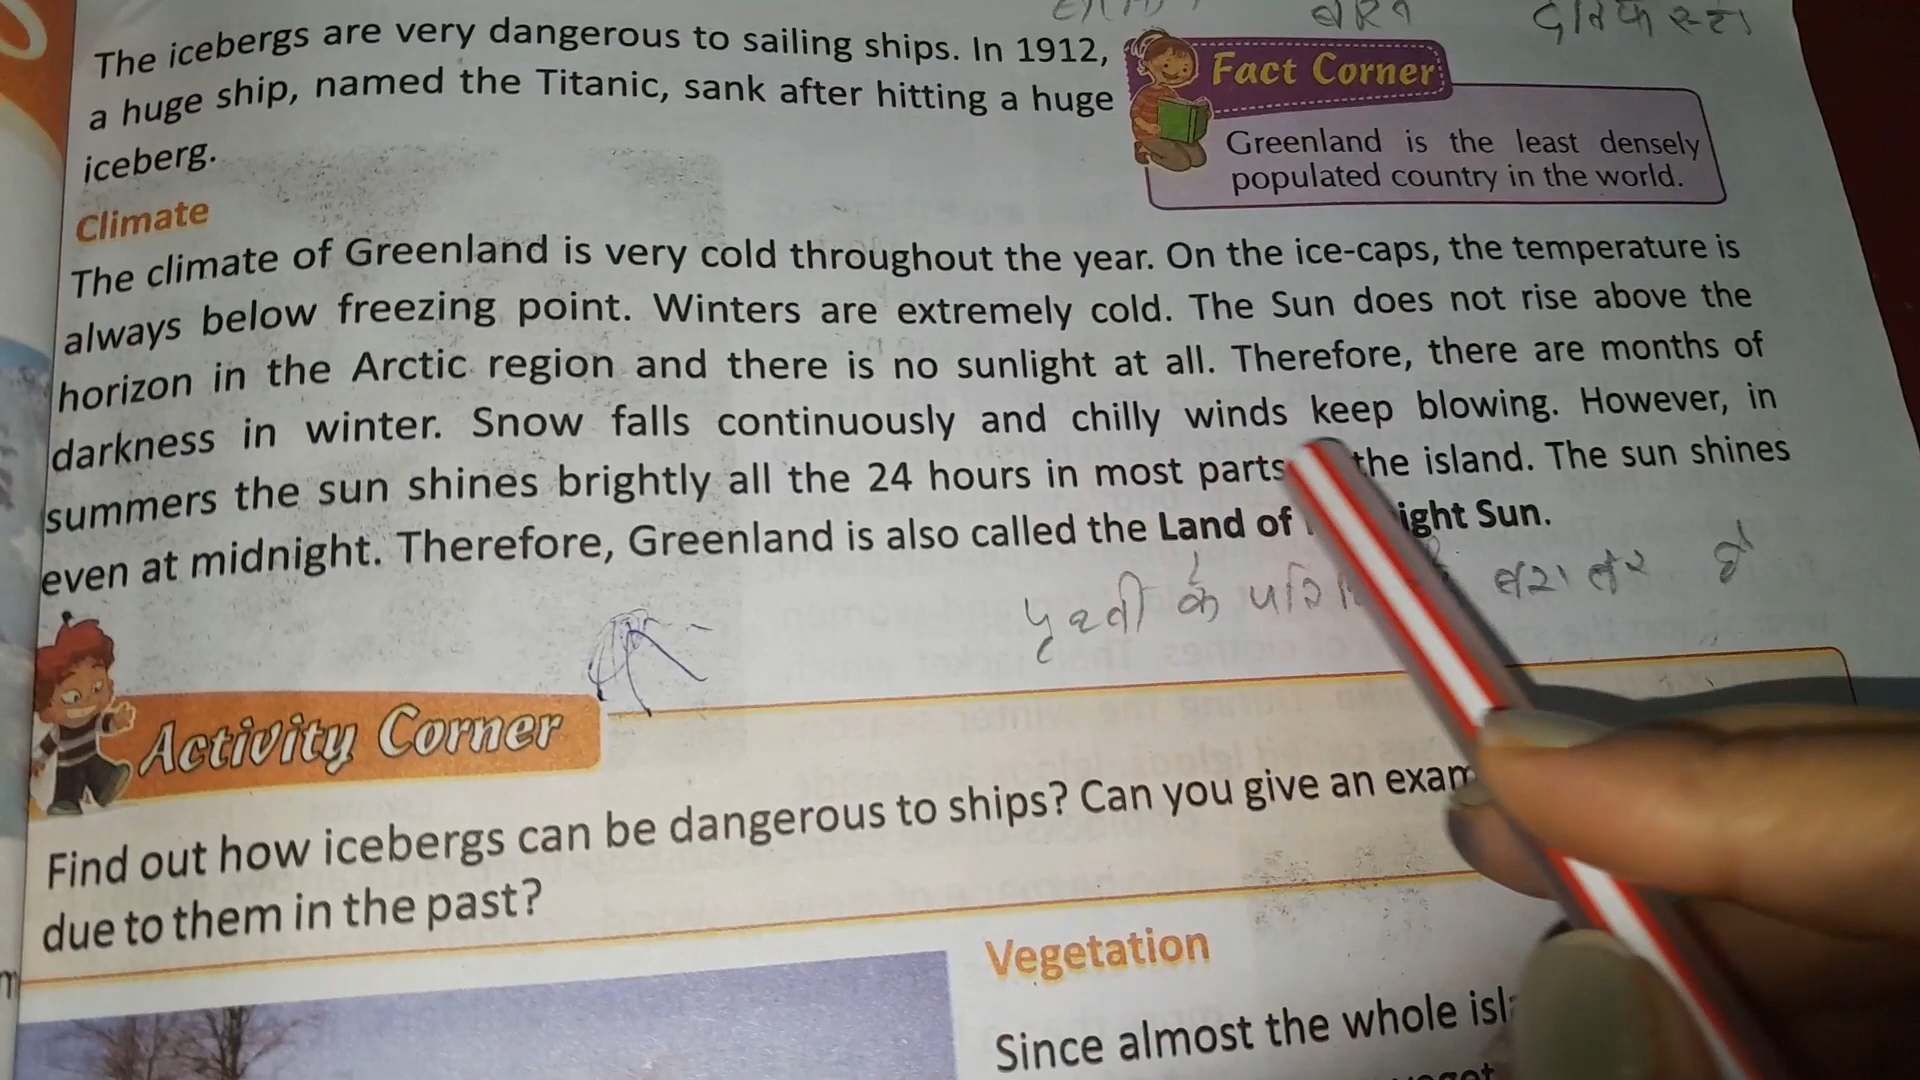 The icebergs are very dangerous to sailing ships. In 1912,
a huge ship, named the Titanic, sank after hitting a huge
iceberg.
Fact Corner
Greenland is the least densely
populated country in the world.
Climate
The climate of Greenland is very cold throughout the year. On the ice-caps, the temperature is
always below freezing point. Winters are extremely cold. The Sun does not rise above the
horizon in the Arctic region and there is no sunlight at all. Therefore, there are months of
darkness in winter. Snow falls continuously and chilly winds keep blowing. However, in
summers the sun shines brightly all the 24 hours in most parts the island. The sun shines
even at midnight. Therefore, Greenland is also called the Land of ight Sun.
के
Activity Corner
Find out how icebergs can be dangerous to ships? Can you give an exam
due to them in the past?
Vegetation
Since almost the whole isl